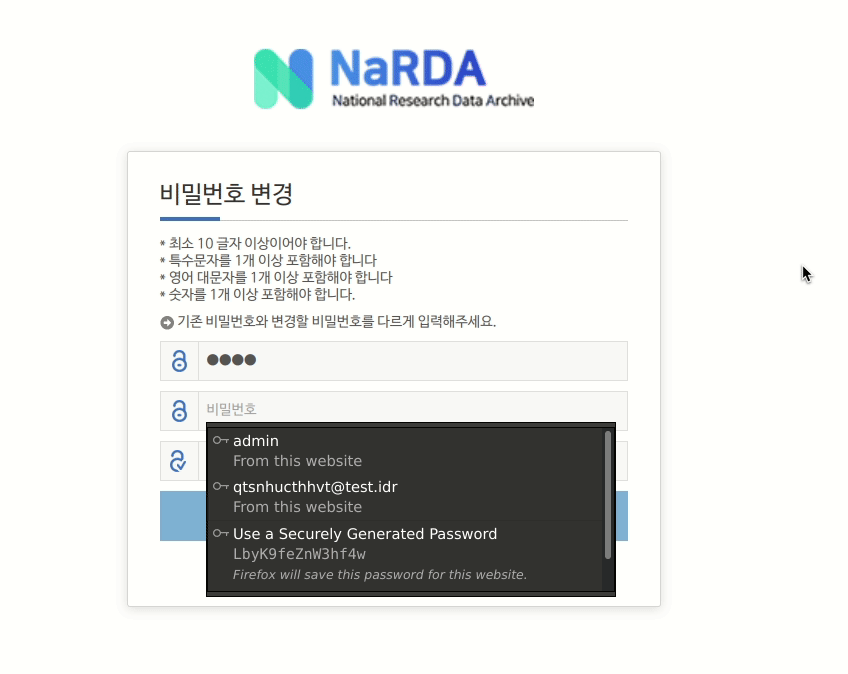 NaRDA
National Research Data Archive
비밀번호 변경
* 최소 10 글자 이상이어야 합니다.
* 특수문자를 1개 이상 포함해야 합니다
* 영어 대문자를 1개 이상 포함해야 합니다
* 숫자를 1개 이상 포함해야 합니다.
기존 비밀번호와 변경할 비밀번호를 다르게 입력해주세요.
●●●●
비밀번호
admin
From this website
qtsnhucthhvt@test.idr
From this website
Use a Securely Generated Password
LbyK9feZnW3hf4w
Firefox will save this password for this website.